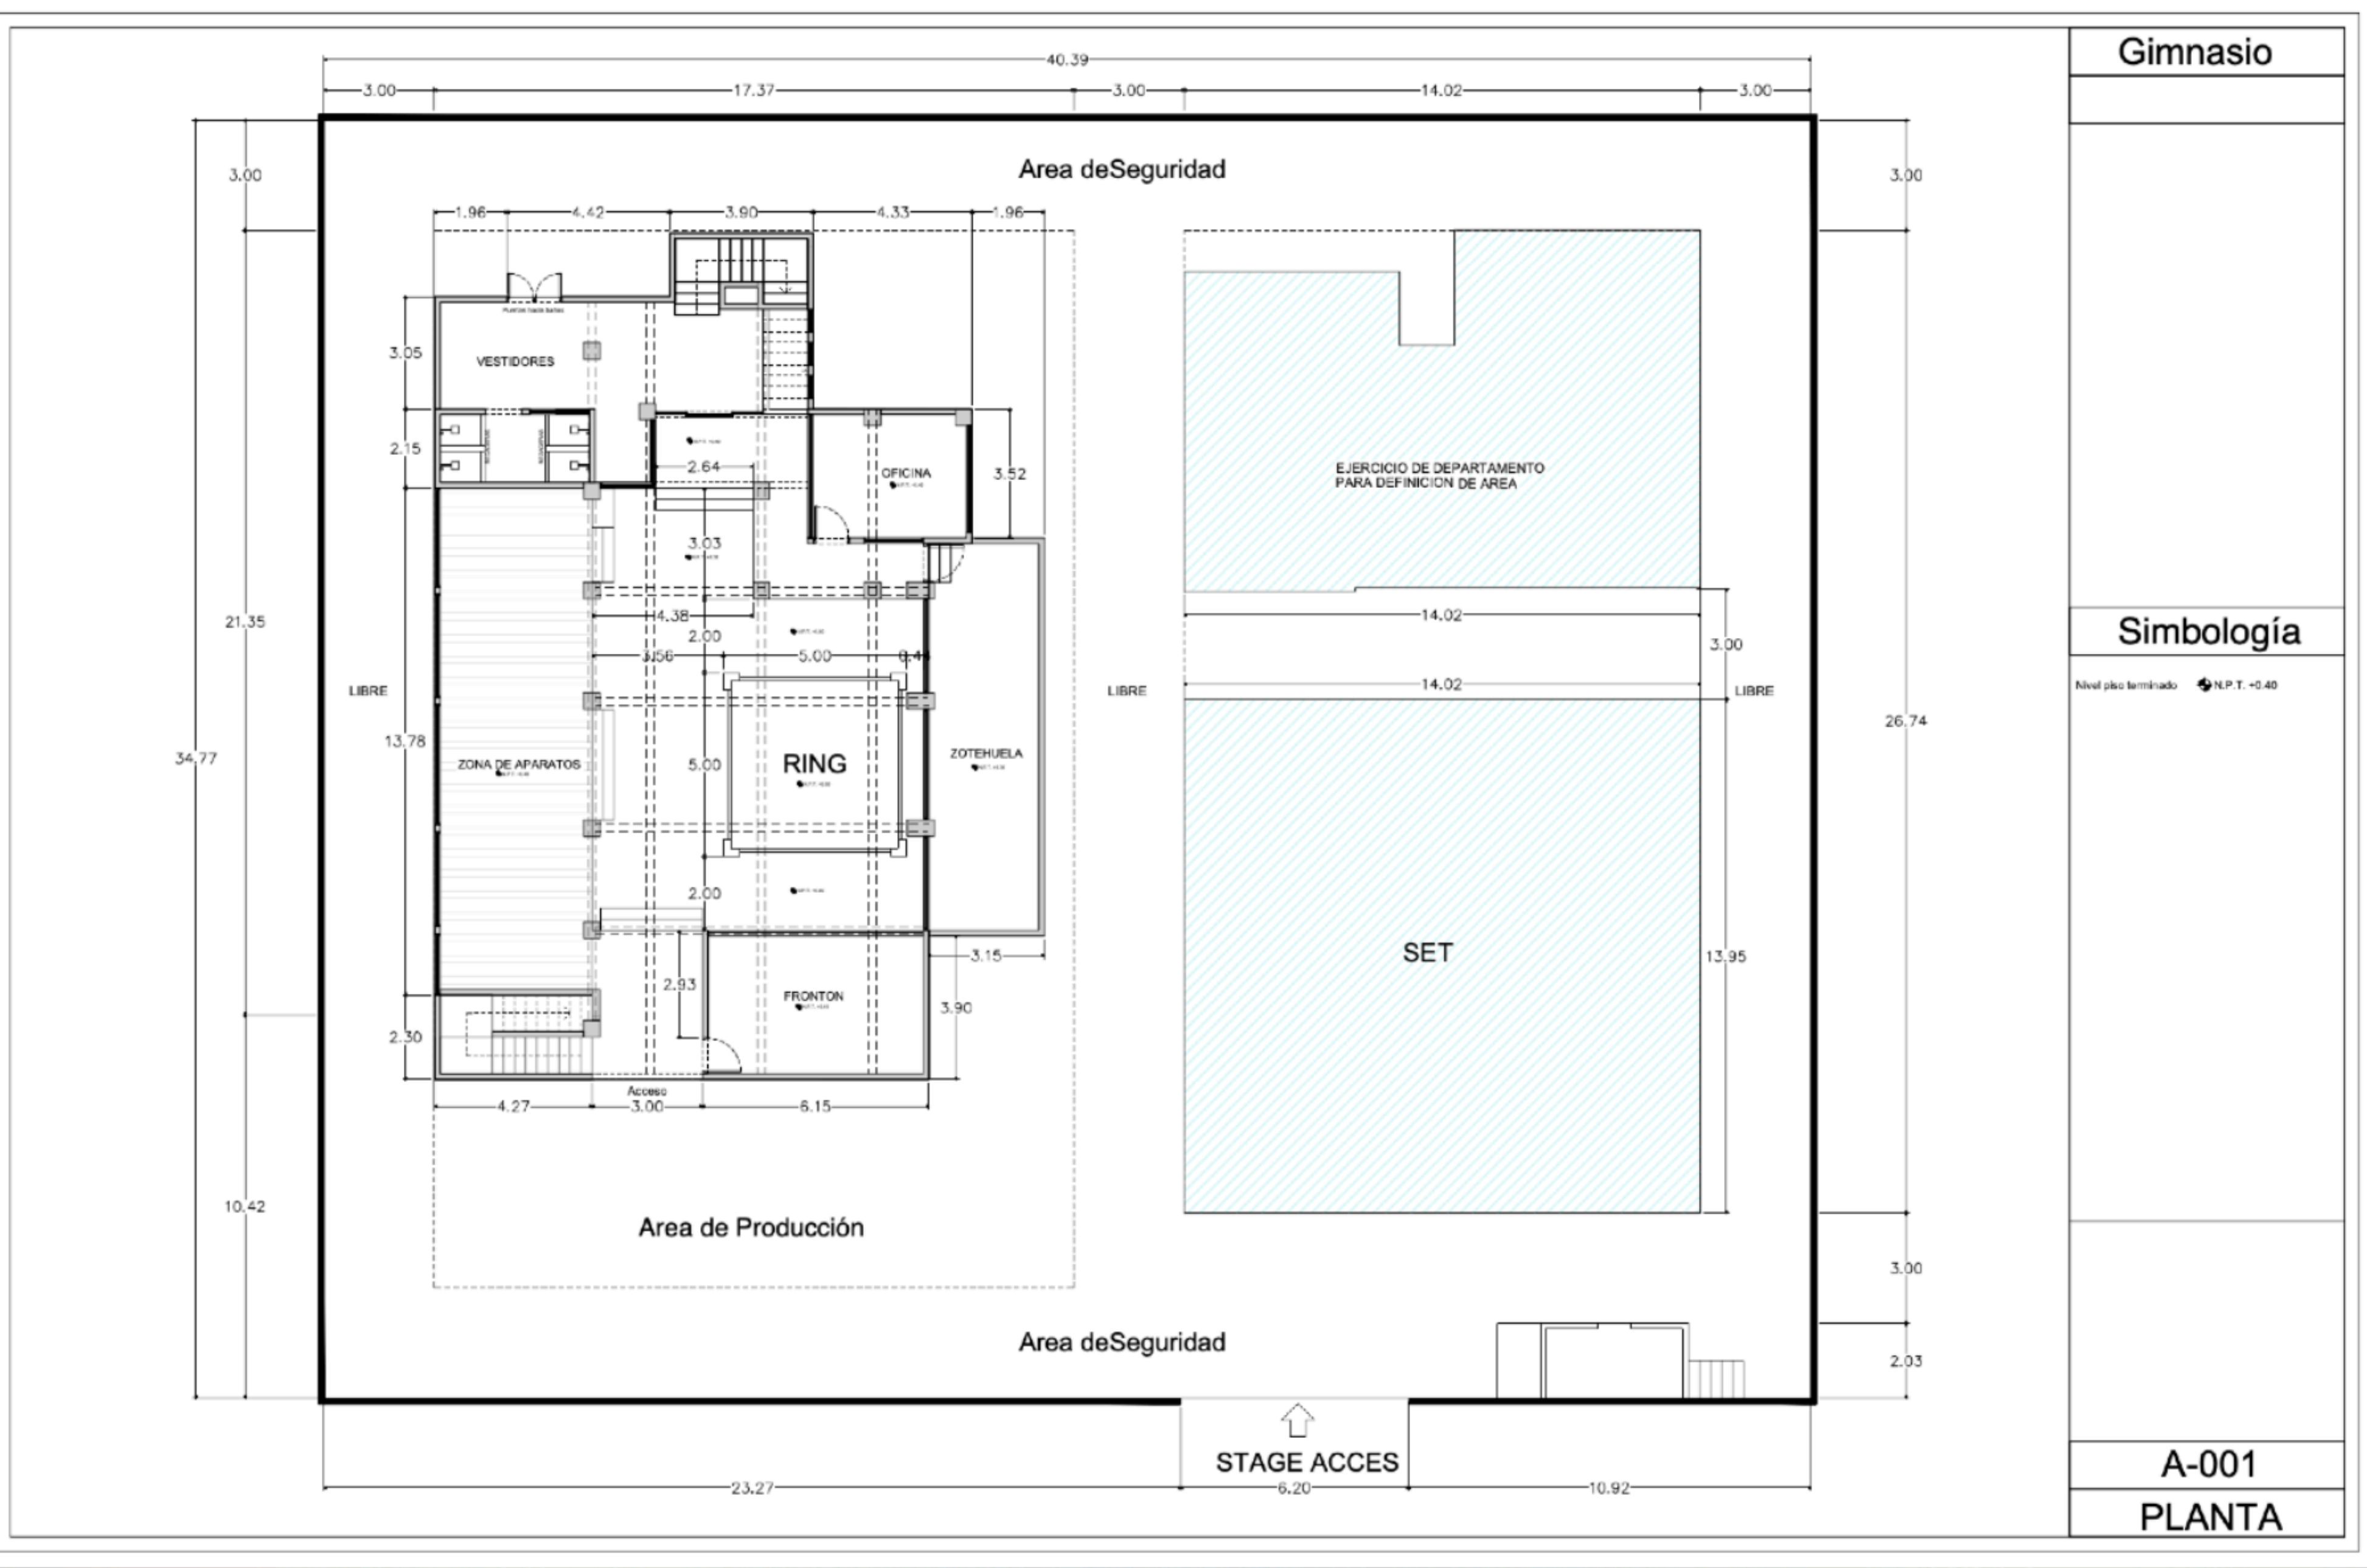 40.39
3.00
17.37
3.00
14.02
3.00
Gimnasio
Area deSeguridad
3.00
3.00
1.96
4.42
3.90
4.33
1.96
3.05
VESTIDORES
2.15
2.64
OFICINA
3.52
EJERCICIO DE DEPARTAMENTO
PARA DEFINICION DE AREA
3.03
21.35
4.38
2.00
14.02
3.00
3.56
5.00
Simbología
LIBRE
LIBRE
14.02
LIBRE
Nivel piso terminado
N.P.T. +0.40
26.74
13.78
34.77
ZONA DE APARATOS
5.00
RING
ZOTEHUELA
2.00
3.15
SET
13.95
2.93
FRONTON
3.90
2.30
Acceso
4.27
3.00
6.15
10.42
Area de Producción
3.00
Area deSeguridad
2.03
STAGE ACCES
23.27
6.20
10.92
A-001
PLANTA